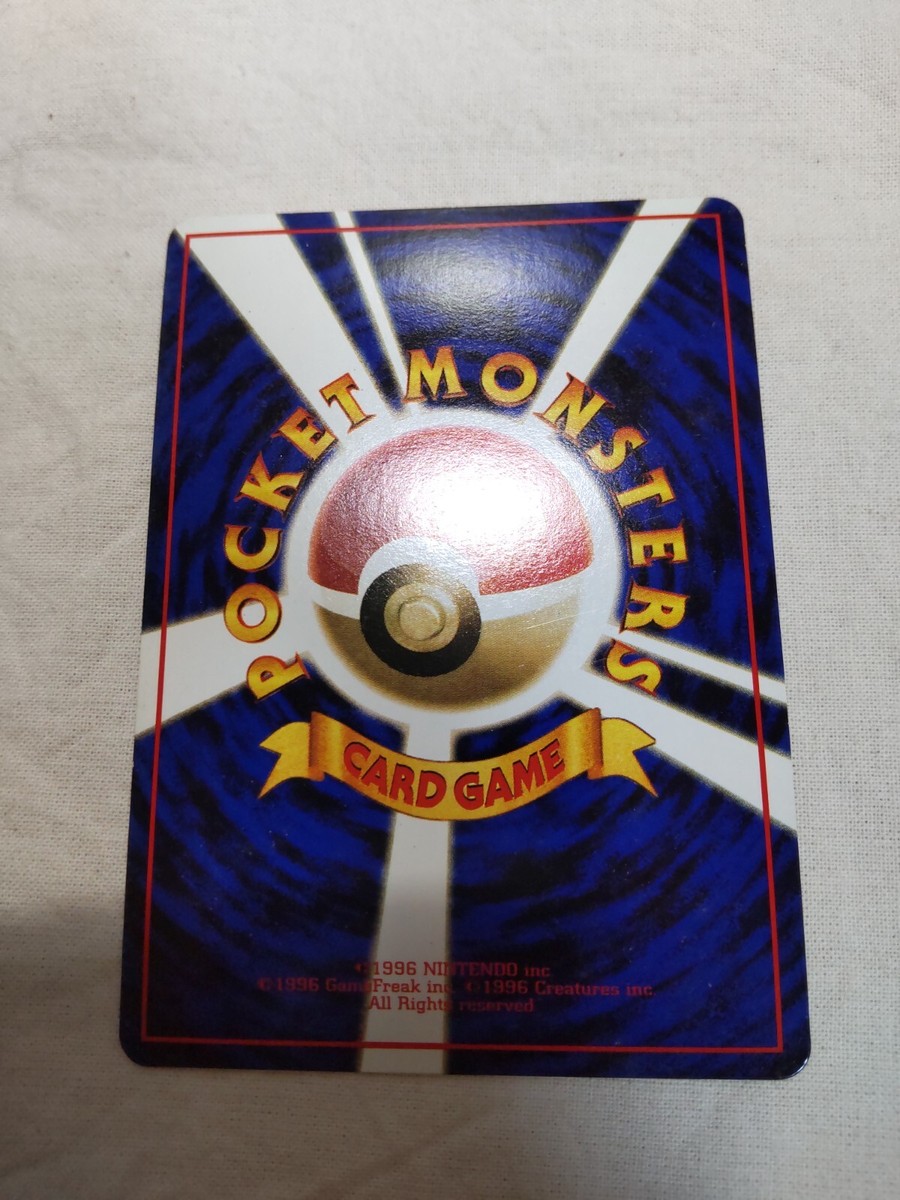 POCKET MONSTERS
CARD GAME
©1996 NINTENDO inc
©1996 GameFreak inc. ©1996 Creatures inc.
All Rights reserved